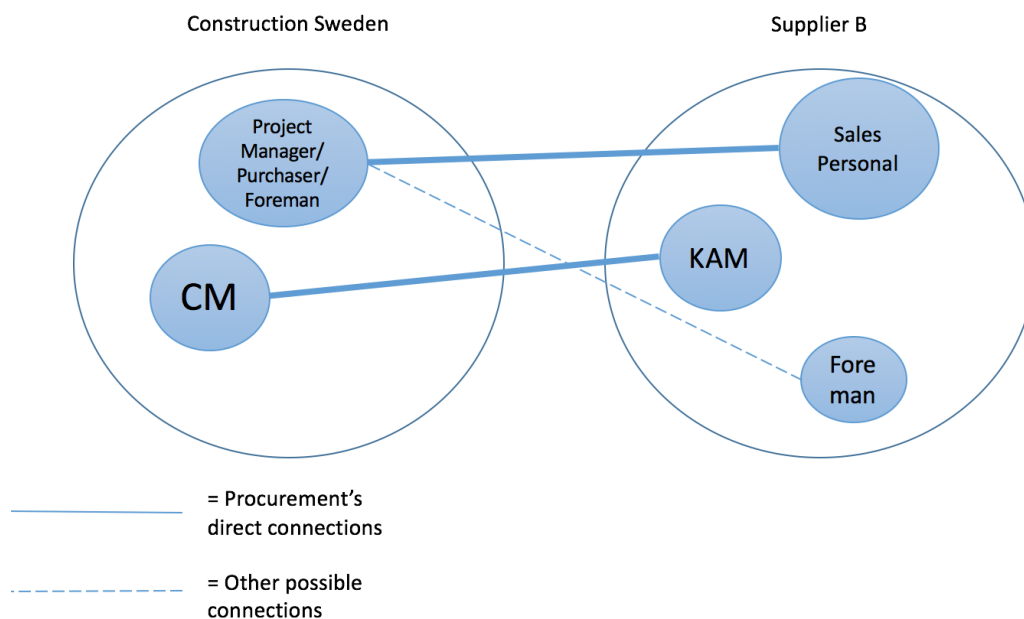 Construction Sweden
Supplier B
Project
Manager/
Purchaser/
Foreman
Sales
Personal
KAM
CM
Fore
man
= Procurement’s
direct connections
= Other possible
connections